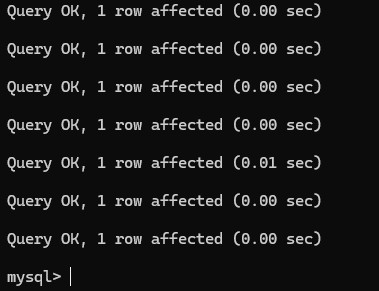 Query OK, 1 row affected (0.00 sec)
Query OK, 1 row affected (0.00 sec)
Query OK, 1 row affected (0.00 sec)
Query OK, 1 row affected (0.00 sec)
Query OK, 1 row affected (0.01 sec)
Query OK, 1 row affected (0.00 sec)
Query OK, 1 row affected (0.00 sec)
mysql>